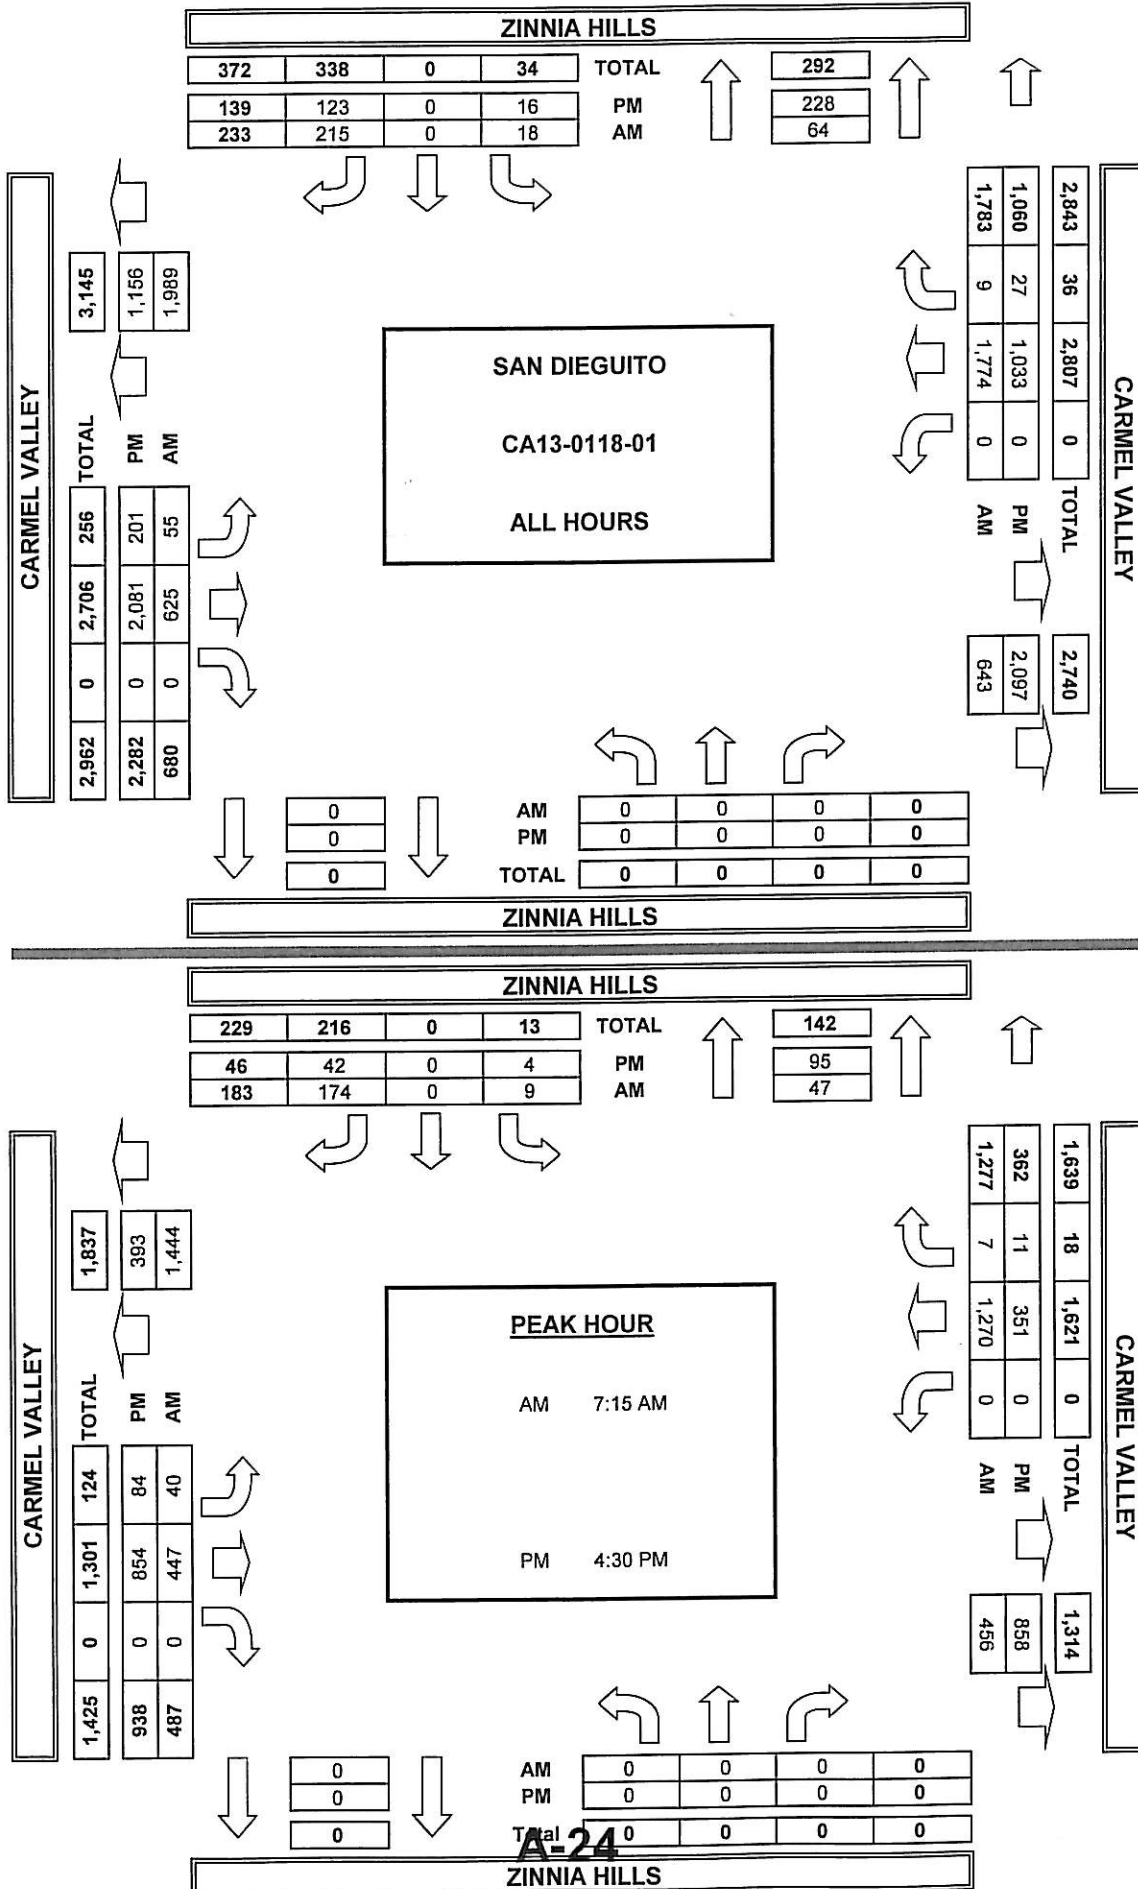 ZINNIA HILLS
372 338 0 34 TOTAL 292
139 123 0 16 PM 228
233 215 0 18 AM 64
CARMEL VALLEY
3,145
1,156
1,989
TOTAL 256 2,706 0 2,962
PM 201 2,081 0 2,282
AM 55 625 0 680
SAN DIEGUITO
CA13-0118-01
ALL HOURS
2,843 36 2,807 0 TOTAL 2,740
1,060 27 1,033 0 PM 2,097
1,783 9 1,774 0 AM 643
CARMEL VALLEY
0 AM 0 0 0 0
0 PM 0 0 0 0
0 TOTAL 0 0 0 0
ZINNIA HILLS
ZINNIA HILLS
229 216 0 13 TOTAL 142
46 42 0 4 PM 95
183 174 0 9 AM 47
CARMEL VALLEY
1,837
393
1,444
TOTAL 124 1,301 0 1,425
PM 84 854 0 938
AM 40 447 0 487
PEAK HOUR
AM 7:15 AM
PM 4:30 PM
1,639 18 1,621 0 TOTAL 1,314
362 11 351 0 PM 858
1,277 7 1,270 0 AM 456
CARMEL VALLEY
0 AM 0 0 0 0
0 PM 0 0 0 0
0 Total 0 0 0 0
A-24
ZINNIA HILLS